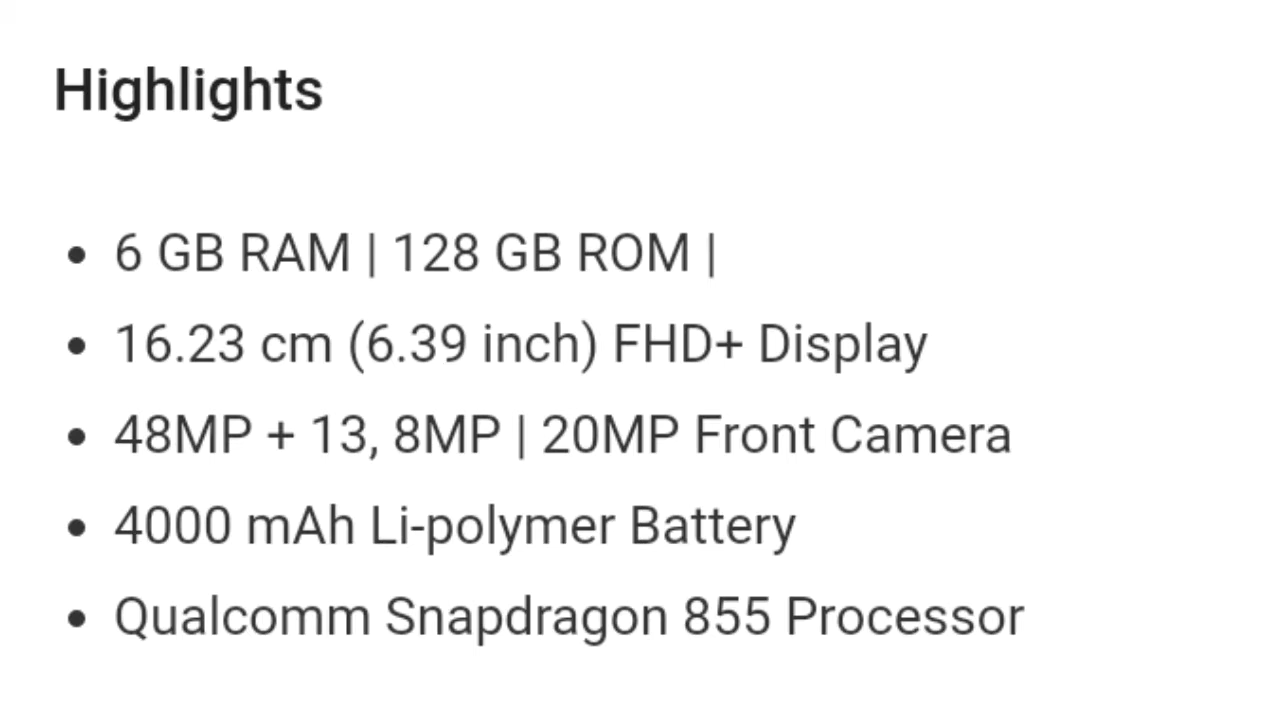 Highlights
• 6 GB RAM | 128 GB ROM |
• 16.23 cm (6.39 inch) FHD+ Display
• 48MP + 13, 8MP | 20MP Front Camera
• 4000 mAh Li-polymer Battery
• Qualcomm Snapdragon 855 Processor